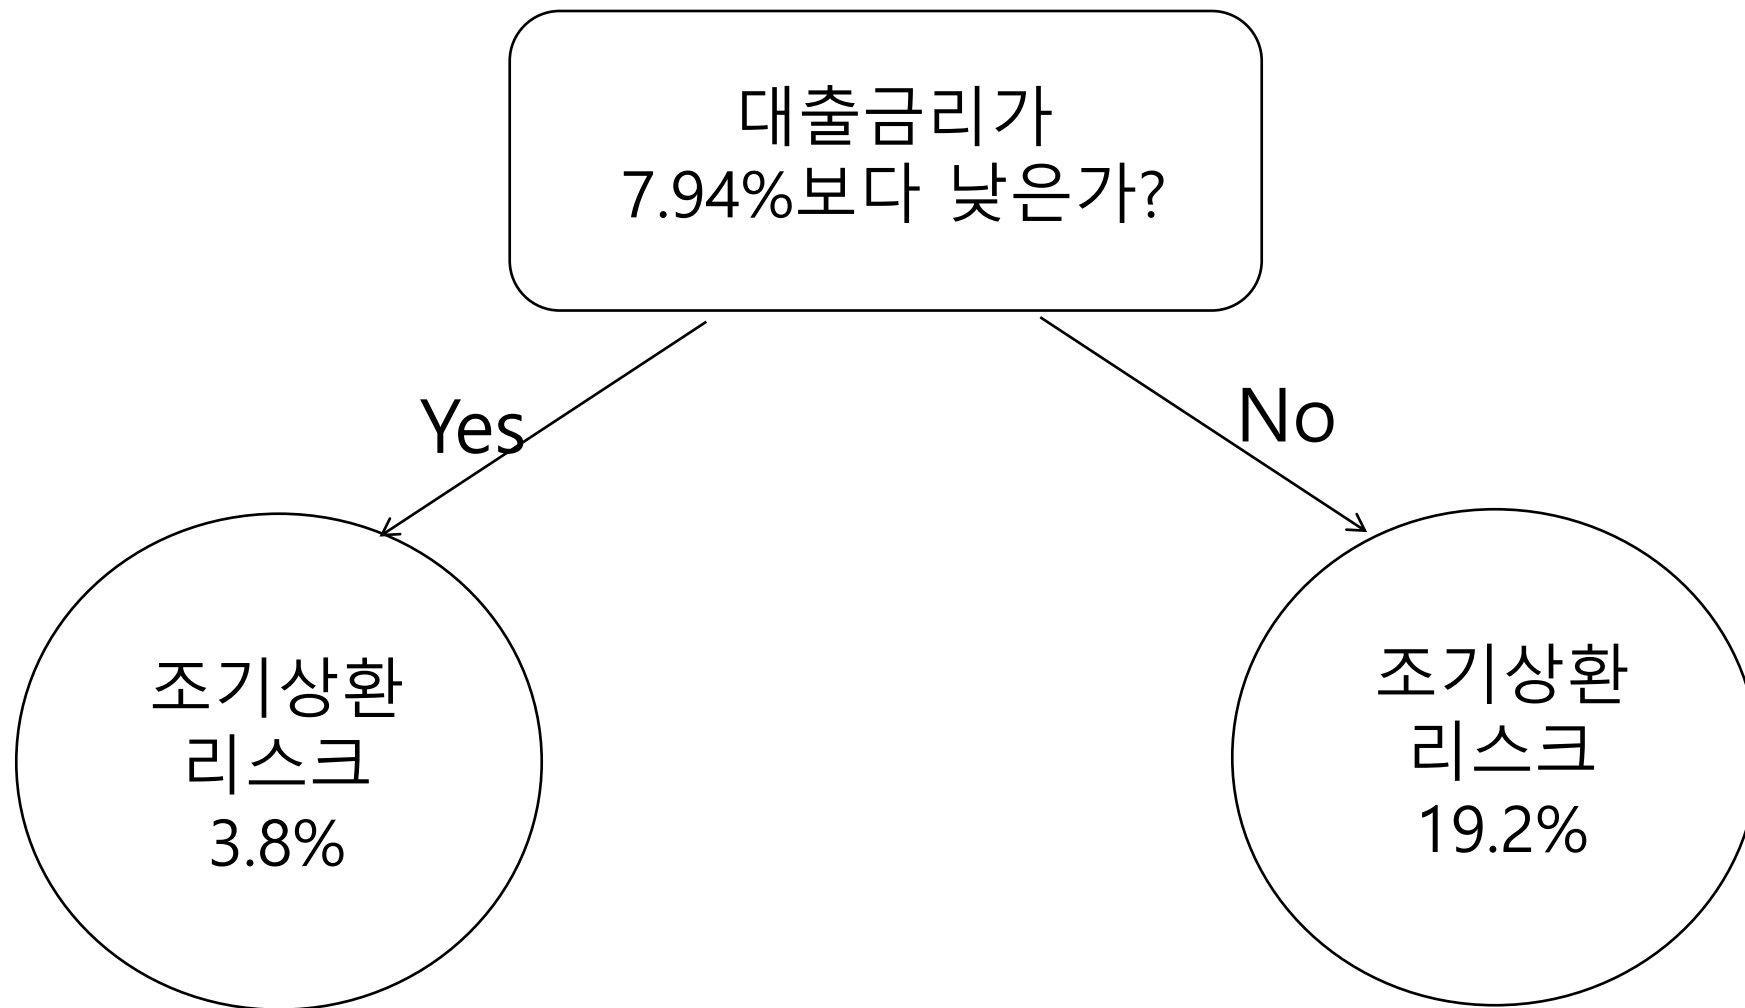 대출금리가
7.94%보다 낮은가?
Yes
No
조기상환
리스크
3.8%
조기상환
리스크
19.2%